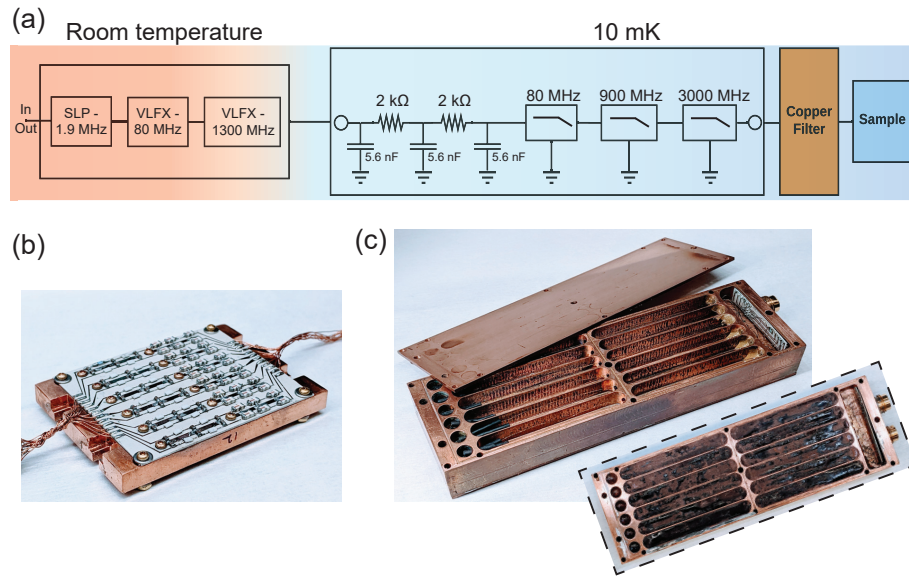 (a)
Room temperature
10 mK
In
Out
SLP -
1.9 MHz
VLFX -
80 MHz
VLFX -
1300 MHz
2 kΩ
2 kΩ
5.6 nF
5.6 nF
5.6 nF
80 MHz
900 MHz
3000 MHz
Copper
Filter
Sample
(b)
(c)